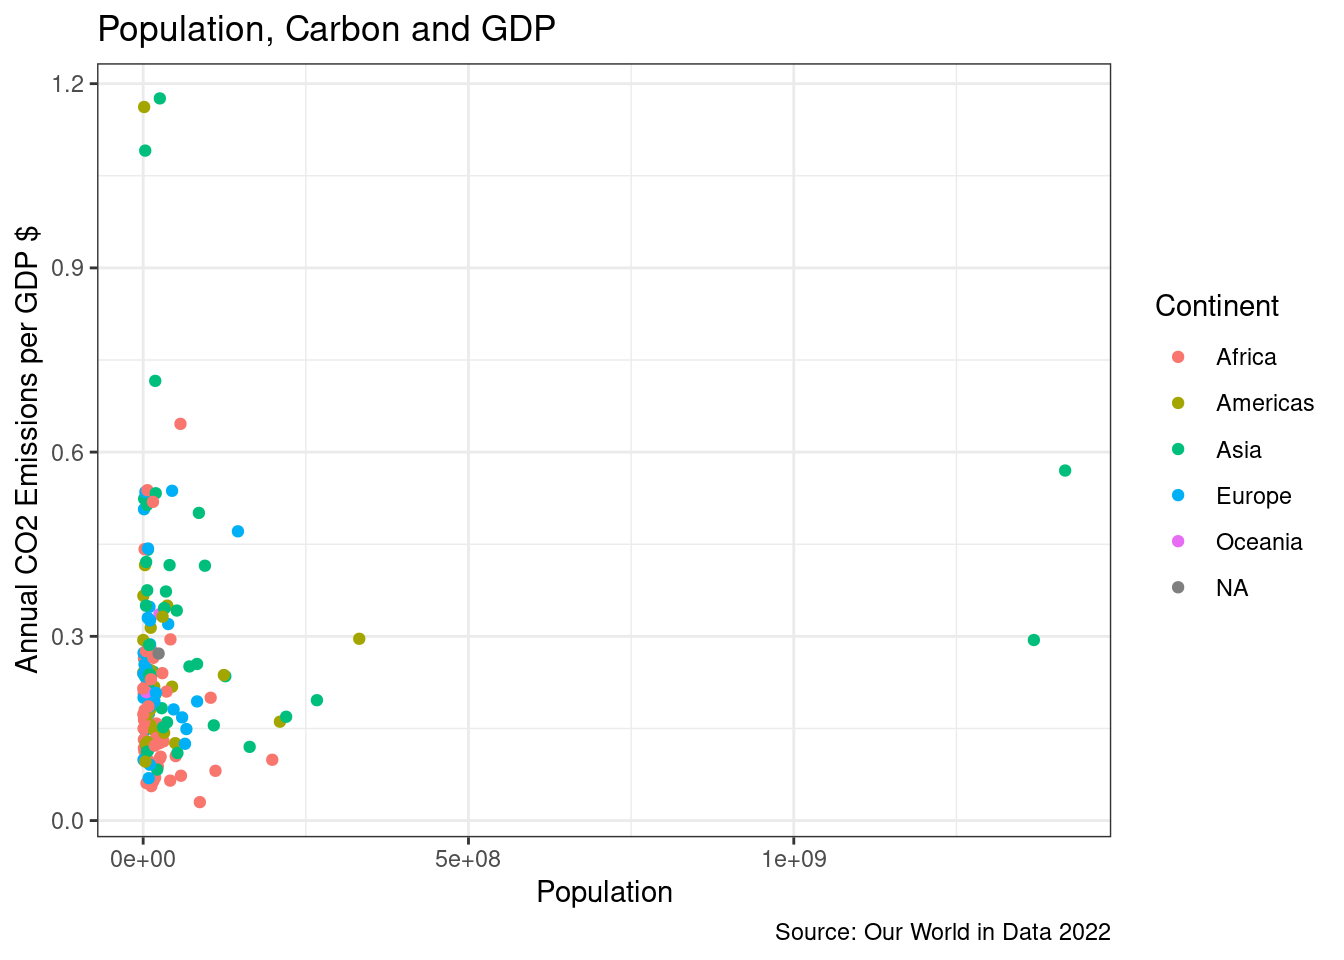 Population, Carbon and GDP
Annual CO2 Emissions per GDP $
1.2
0.9
0.6
0.3
0.0
0e+00 5e+08 1e+09
Population
Continent
Africa
Americas
Asia
Europe
Oceania
NA
Source: Our World in Data 2022